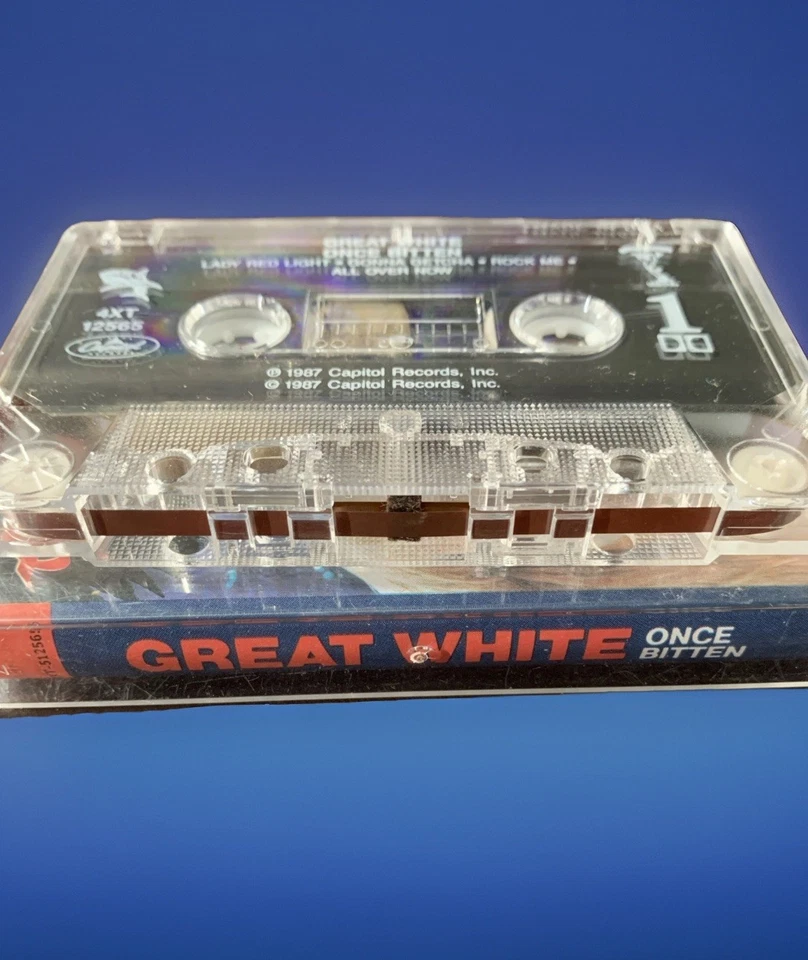 GREAT WHITE
ONCE BITTEN
LADY RED LIGHT • GONNA GETCHA • ROCK ME •
ALL OVER NOW
4XT
12565
Capitol
1
℗ 1987 Capitol Records, Inc.
© 1987 Capitol Records, Inc.
GREAT WHITE ONCE
BITTEN